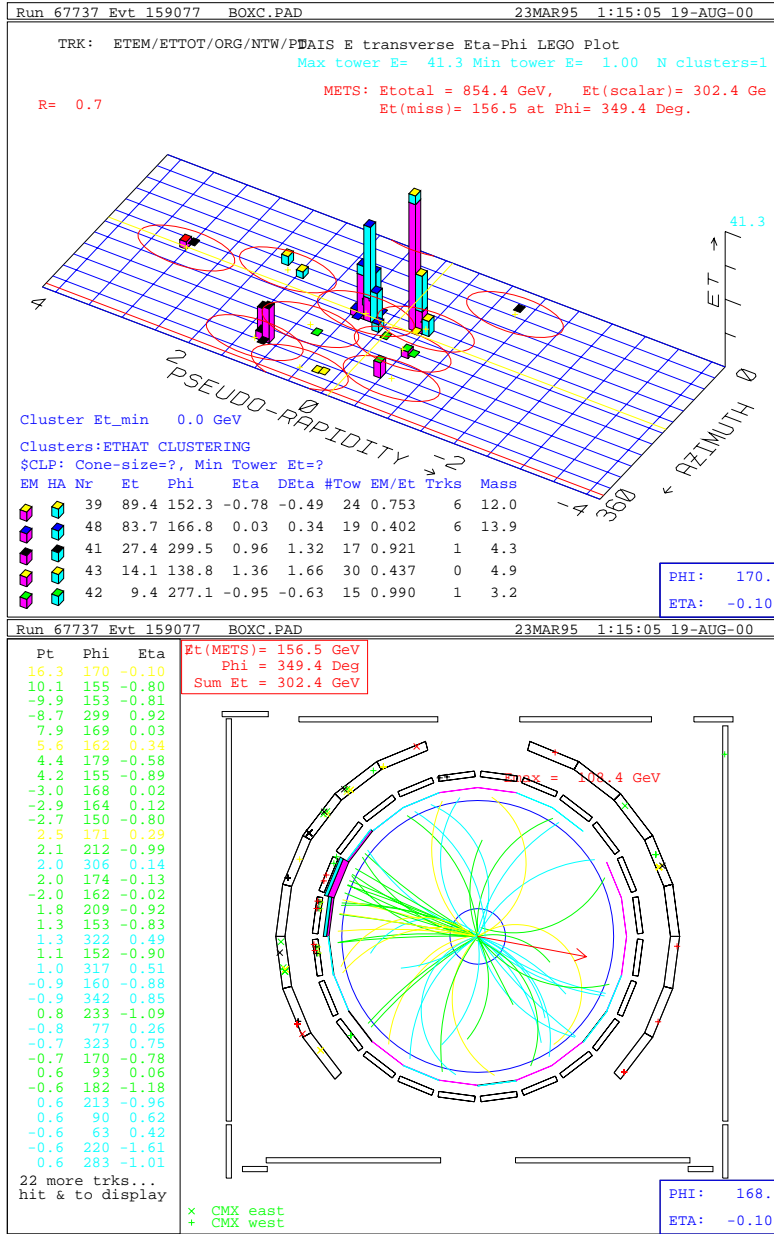 Run 67737 Evt 159077 BOXC.PAD 23MAR95 1:15:05 19-AUG-00
TRK: ETEM/ETTOT/ORG/NTW/PT DAIS E transverse Eta-Phi LEGO Plot
Max tower E= 41.3 Min tower E= 1.00 N clusters=1
METS: Etotal = 854.4 GeV, Et(scalar)= 302.4 Ge
R= 0.7
Et(miss)= 156.5 at Phi= 349.4 Deg.
41.3
ET →
4
2
0
-2
-4
PSEUDO-RAPIDITY →
0
← AZIMUTH
360
Cluster Et_min 0.0 GeV
Clusters:ETHAT CLUSTERING
$CLP: Cone-size=?, Min Tower Et=?
EM HA Nr Et Phi Eta DEta #Tow EM/Et Trks Mass
39 89.4 152.3 -0.78 -0.49 24 0.753 6 12.0
48 83.7 166.8 0.03 0.34 19 0.402 6 13.9
41 27.4 299.5 0.96 1.32 17 0.921 1 4.3
43 14.1 138.8 1.36 1.66 30 0.437 0 4.9
42 9.4 277.1 -0.95 -0.63 15 0.990 1 3.2
PHI: 170.
ETA: -0.10
Run 67737 Evt 159077 BOXC.PAD 23MAR95 1:15:05 19-AUG-00
Et(METS)= 156.5 GeV
Phi = 349.4 Deg
Sum Et = 302.4 GeV
Pt Phi Eta
16.3 170 -0.10
10.1 155 -0.80
-9.9 153 -0.81
-8.7 299 0.92
7.9 169 0.03
5.6 162 0.34
4.4 179 -0.58
4.2 155 -0.89
-3.0 168 0.02
-2.9 164 0.12
-2.7 150 -0.80
2.5 171 0.29
2.1 212 -0.99
2.0 306 0.14
2.0 174 -0.13
-2.0 162 -0.02
1.8 209 -0.92
1.3 153 -0.83
1.3 322 0.49
1.1 152 -0.90
1.0 317 0.51
-0.9 160 -0.88
-0.9 342 0.85
0.8 233 -1.09
-0.8 77 0.26
-0.7 323 0.75
-0.7 170 -0.78
0.6 93 0.06
-0.6 182 -1.18
0.6 213 -0.96
0.6 90 0.62
-0.6 63 0.42
-0.6 220 -1.61
0.6 283 -1.01
22 more trks...
hit & to display
= 108.4 GeV
× CMX east
+ CMX west
PHI: 168.
ETA: -0.10